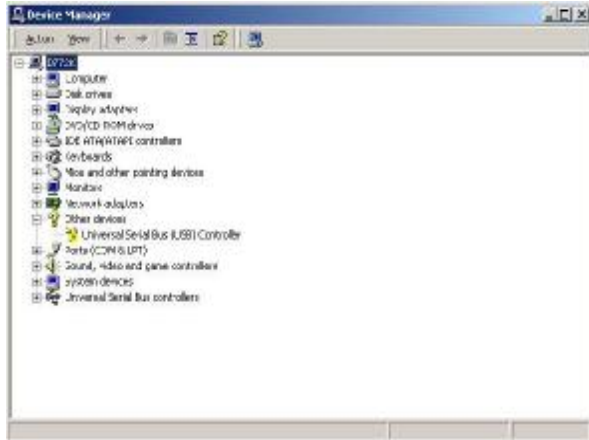 Device Manager
Action View
Computer
Disk drives
Display adapters
DVD/CD-ROM drives
IDE ATA/ATAPI controllers
Keyboards
Mice and other pointing devices
Monitors
Network adapters
Other devices
Universal Serial Bus (USB) Controller
Ports (COM & LPT)
Sound, video and game controllers
System devices
Universal Serial Bus controllers